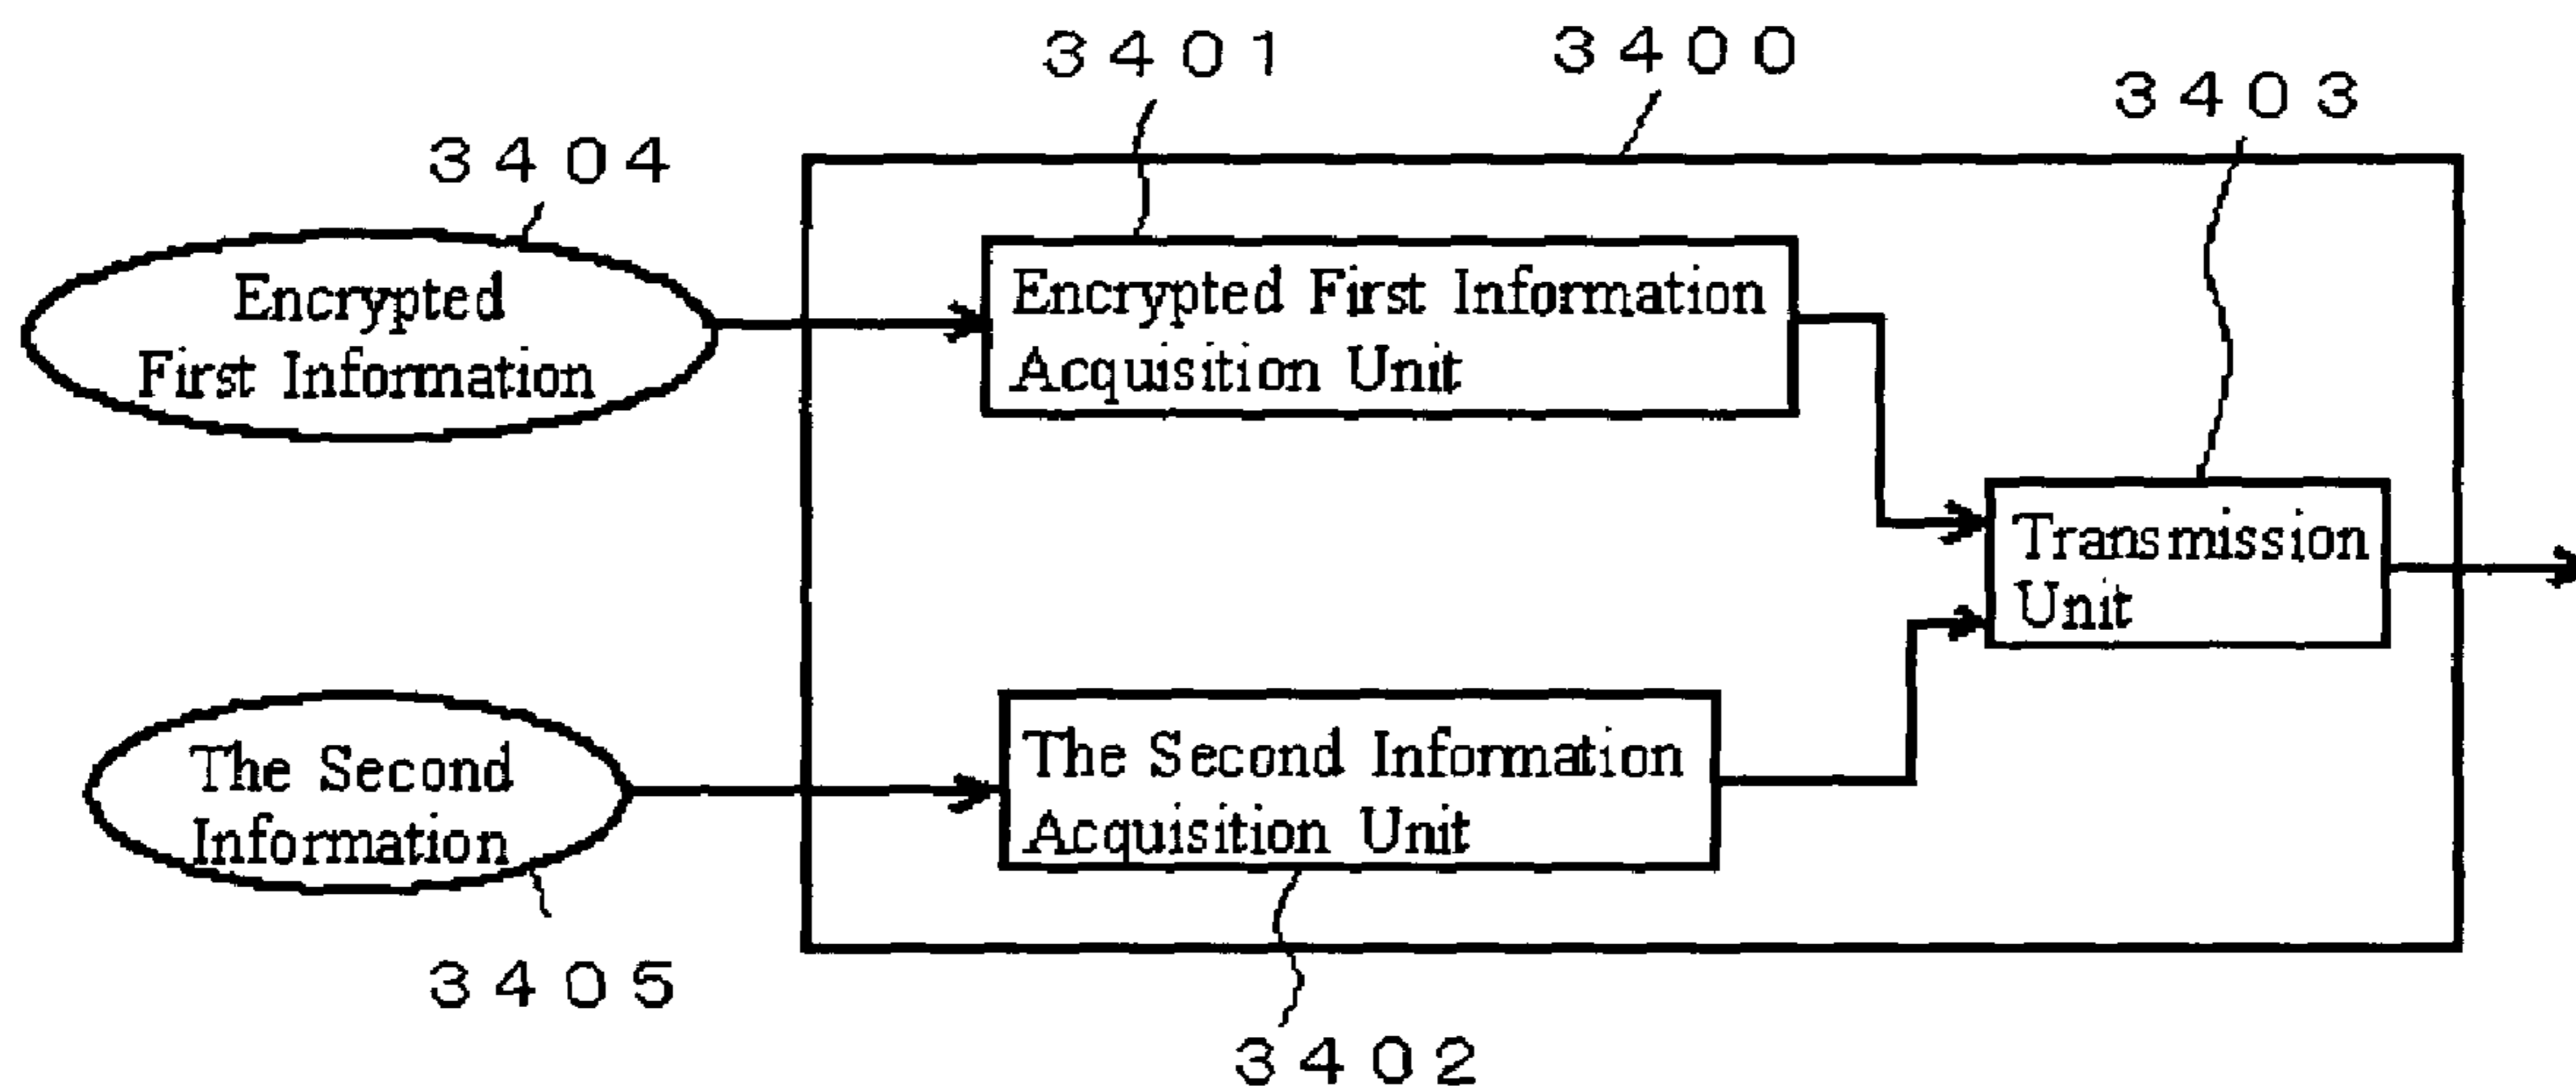 3401
3400
3403
3404
Encrypted
First Information
Encrypted First Information
Acquisition Unit
Transmission
Unit
The Second
Information
The Second Information
Acquisition Unit
3405
3402